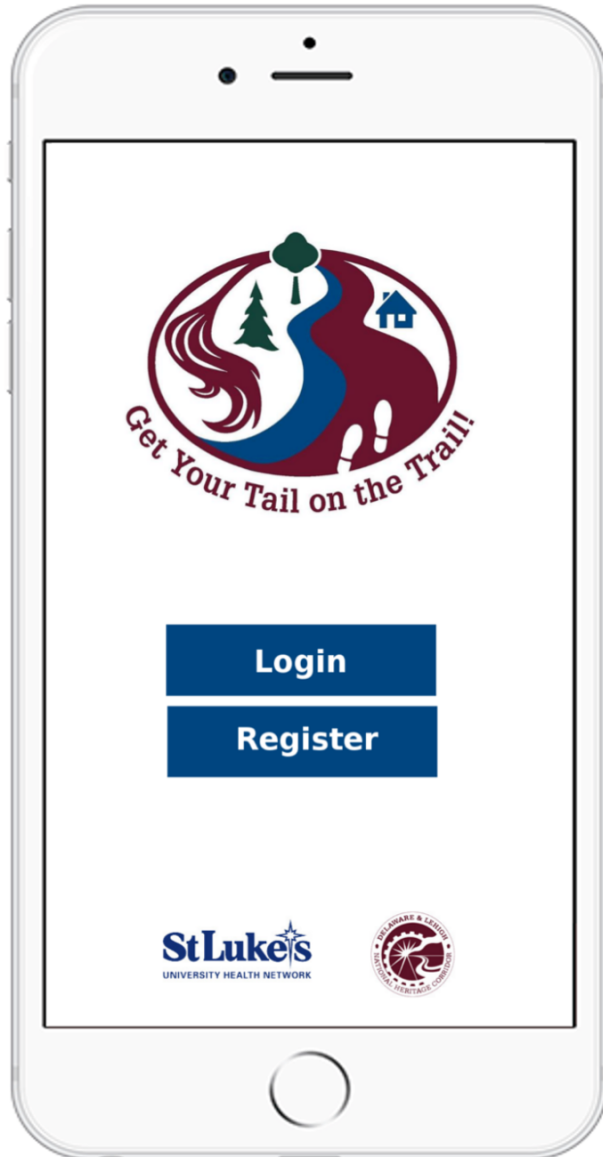 Get Your Tail on the Trail!
Login
Register
StLuke's
UNIVERSITY HEALTH NETWORK
DELAWARE & LEHIGH
NATIONAL HERITAGE CORRIDOR